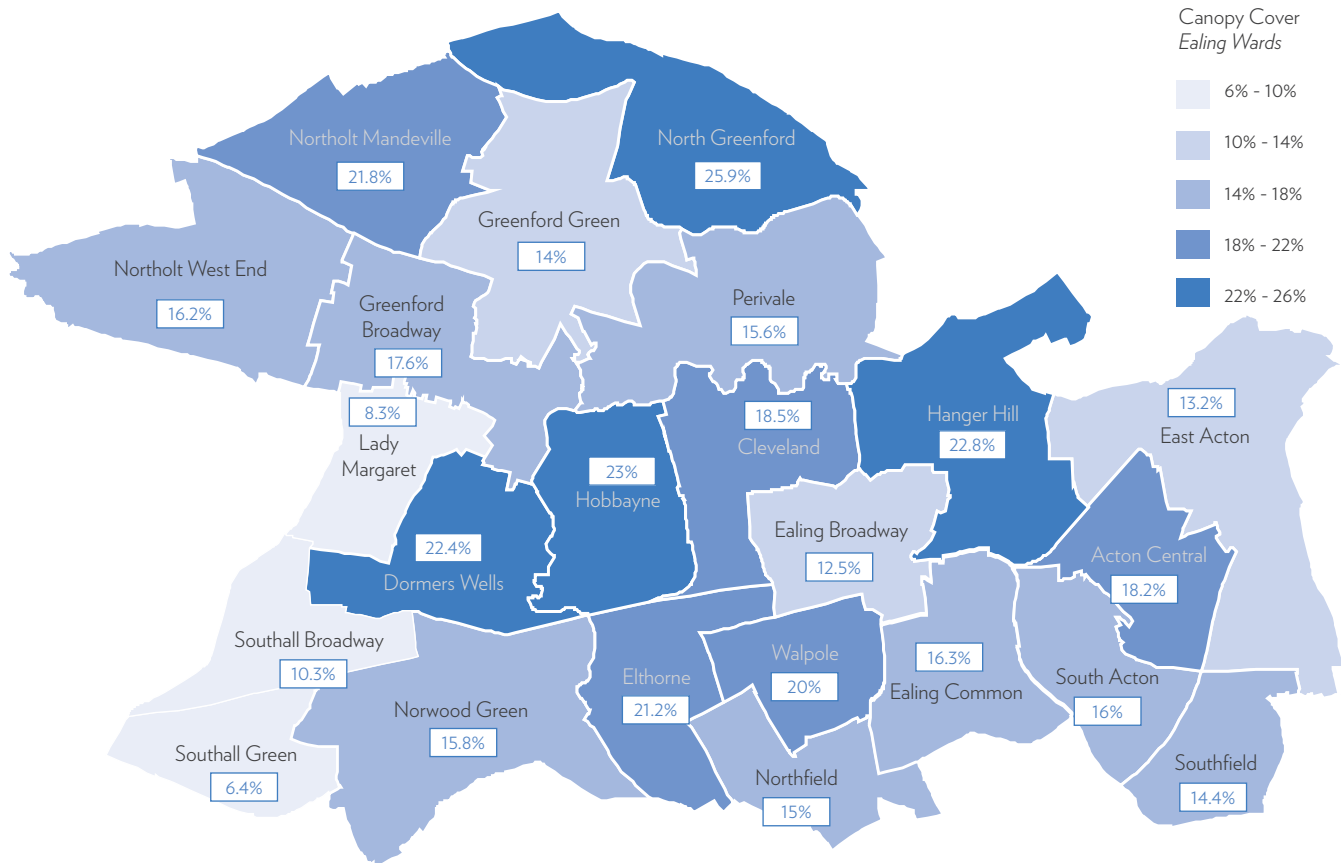 Canopy Cover
Ealing Wards
6% - 10%
10% - 14%
14% - 18%
18% - 22%
22% - 26%
Northolt Mandeville
21.8%
North Greenford
25.9%
Greenford Green
14%
Northolt West End
16.2%
Greenford
Broadway
17.6%
Perivale
15.6%
8.3%
Lady
Margaret
18.5%
Cleveland
Hanger Hill
22.8%
13.2%
East Acton
23%
Hobbayne
Ealing Broadway
12.5%
22.4%
Dormers Wells
Acton Central
18.2%
Southall Broadway
10.3%
Elthorne
21.2%
Walpole
20%
16.3%
Ealing Common
South Acton
16%
Norwood Green
15.8%
Southall Green
6.4%
Northfield
15%
Southfield
14.4%